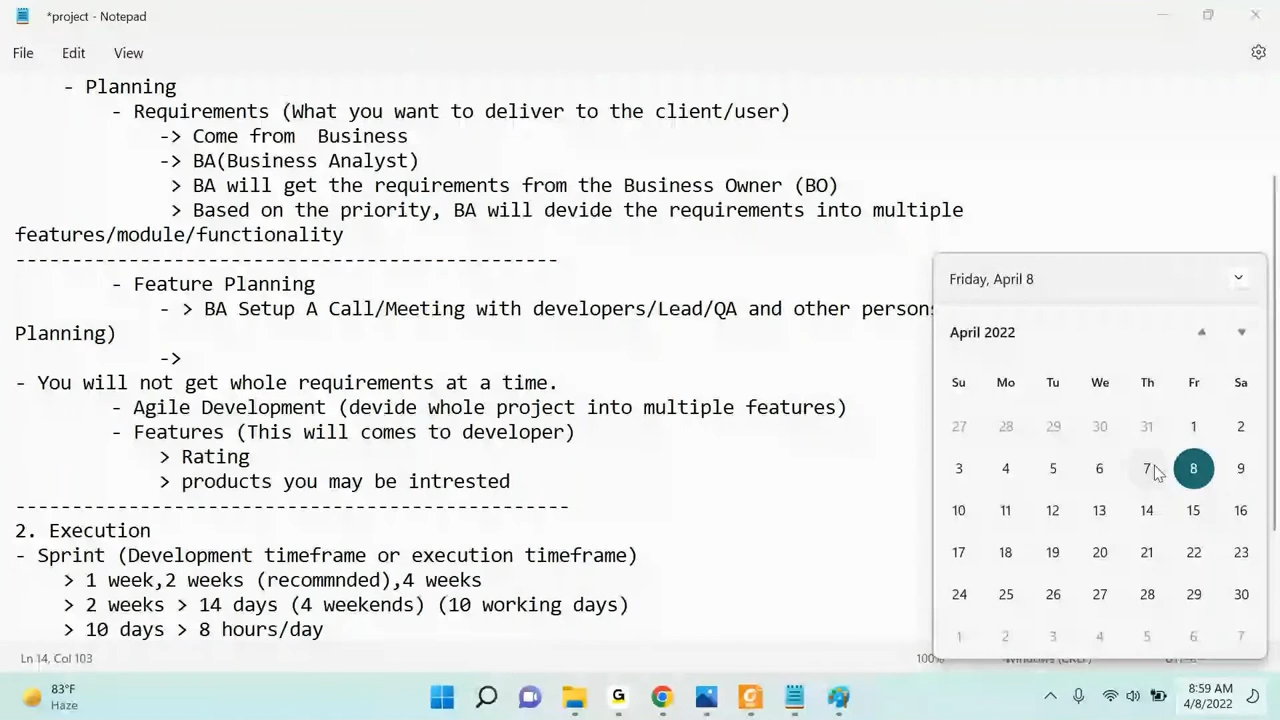 *project - Notepad
File Edit View
- Planning
- Requirements (What you want to deliver to the client/user)
-> Come from  Business
-> BA(Business Analyst)
> BA will get the requirements from the Business Owner (BO)
> Based on the priority, BA will devide the requirements into multiple
features/module/functionality
------------------------------------------------
- Feature Planning
- > BA Setup A Call/Meeting with developers/Lead/QA and other persons
Planning)
->
- You will not get whole requirements at a time.
- Agile Development (devide whole project into multiple features)
- Features (This will comes to developer)
> Rating
> products you may be intrested
-------------------------------------------------
2. Execution
- Sprint (Development timeframe or execution timeframe)
> 1 week,2 weeks (recommnded),4 weeks
> 2 weeks > 14 days (4 weekends) (10 working days)
> 10 days > 8 hours/day
Friday, April 8
April 2022
Su Mo Tu We Th Fr Sa
27 28 29 30 31 1 2
3 4 5 6 7 8 9
10 11 12 13 14 15 16
17 18 19 20 21 22 23
24 25 26 27 28 29 30
1 2 3 4 5 6 7
Ln 14, Col 103
100%
83°F
Haze
G
8:59 AM
4/8/2022